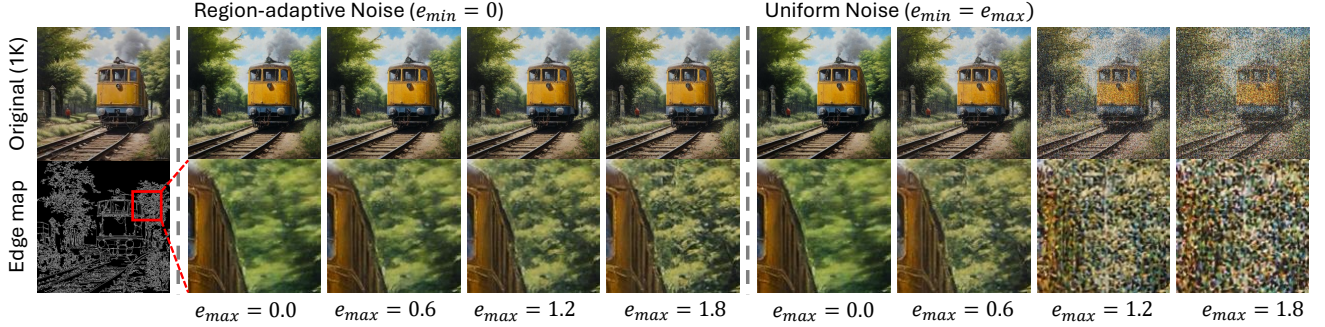 Region-adaptive Noise (e_min = 0)
Uniform Noise (e_min = e_max)
Original (1K)
Edge map
e_max = 0.0
e_max = 0.6
e_max = 1.2
e_max = 1.8
e_max = 0.0
e_max = 0.6
e_max = 1.2
e_max = 1.8